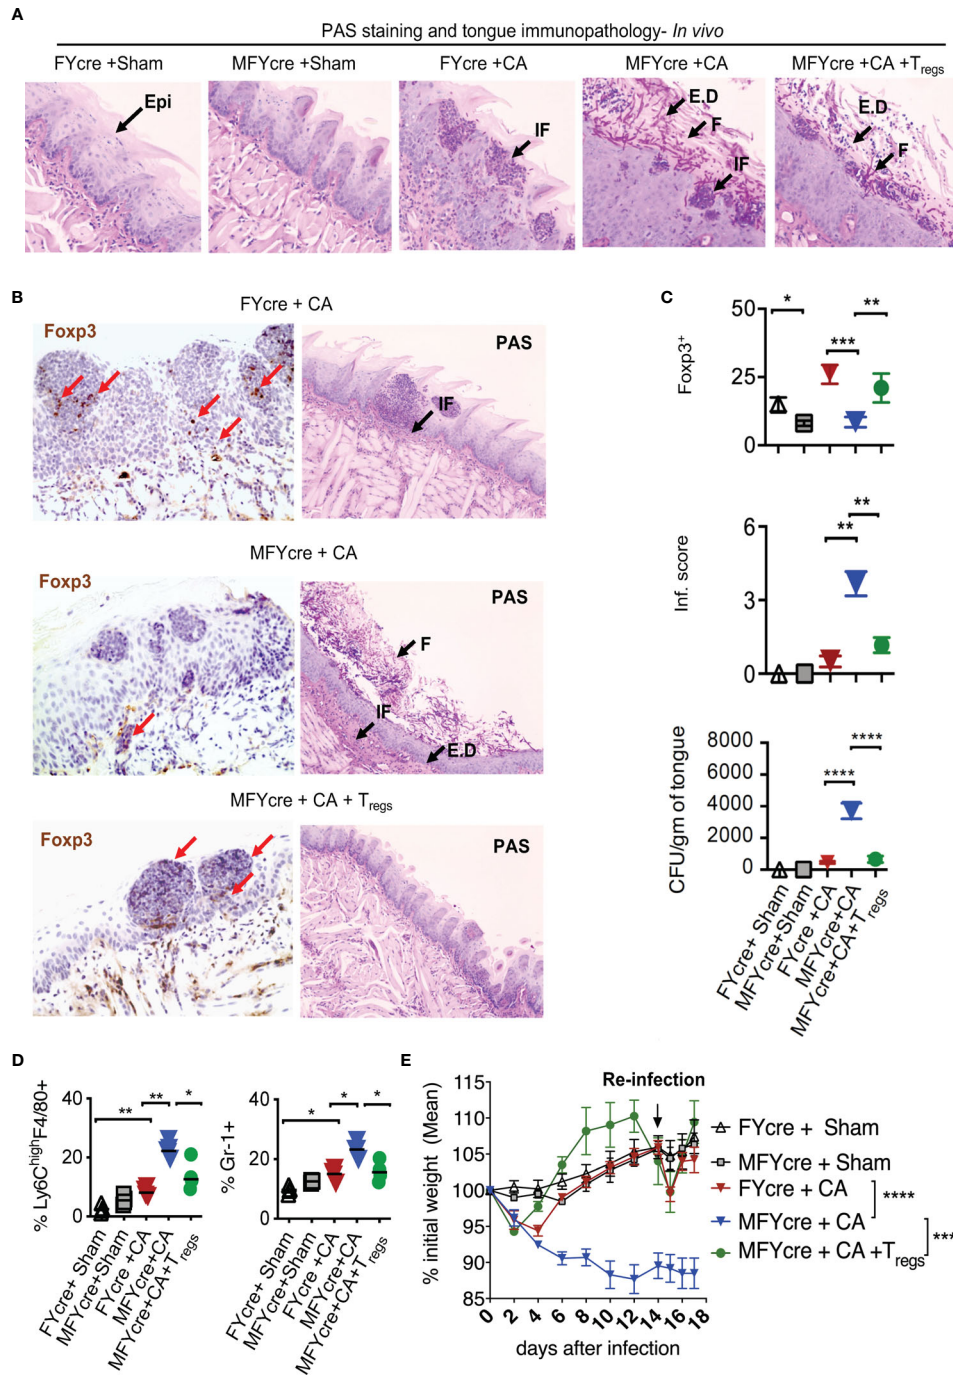 A
PAS staining and tongue immunopathology- In vivo
FYcre +Sham
MFYcre +Sham
FYcre +CA
MFYcre +CA
MFYcre +CA +Tregs
Epi
IF
E.D
F
IF
E.D
F
B
FYcre + CA
Foxp3
PAS
IF
MFYcre + CA
Foxp3
PAS
F
IF
E.D
MFYcre + CA + Tregs
Foxp3
PAS
C
Foxp3+
50
25
0
*
***
**
Inf. score
6
3
0
**
**
CFU/gm of tongue
8000
6000
4000
2000
0
****
****
FYcre+ Sham
MFYcre+Sham
FYcre +CA
MFYcre+CA
MFYcre+CA+Tregs
D
% Ly6ChighF4/80+
40
20
0
**
**
*
FYcre+ Sham
MFYcre+Sham
FYcre +CA
MFYcre+CA
MFYcre+CA+Tregs
% Gr-1+
40
20
0
*
*
*
FYcre+ Sham
MFYcre+Sham
FYcre +CA
MFYcre+CA
MFYcre+CA+Tregs
E
% initial weight (Mean)
115
110
105
100
95
90
85
Re-infection
0 2 4 6 8 10 12 14 16 18
days after infection
FYcre + Sham
MFYcre + Sham
FYcre + CA
MFYcre + CA
MFYcre + CA +Tregs
****
***